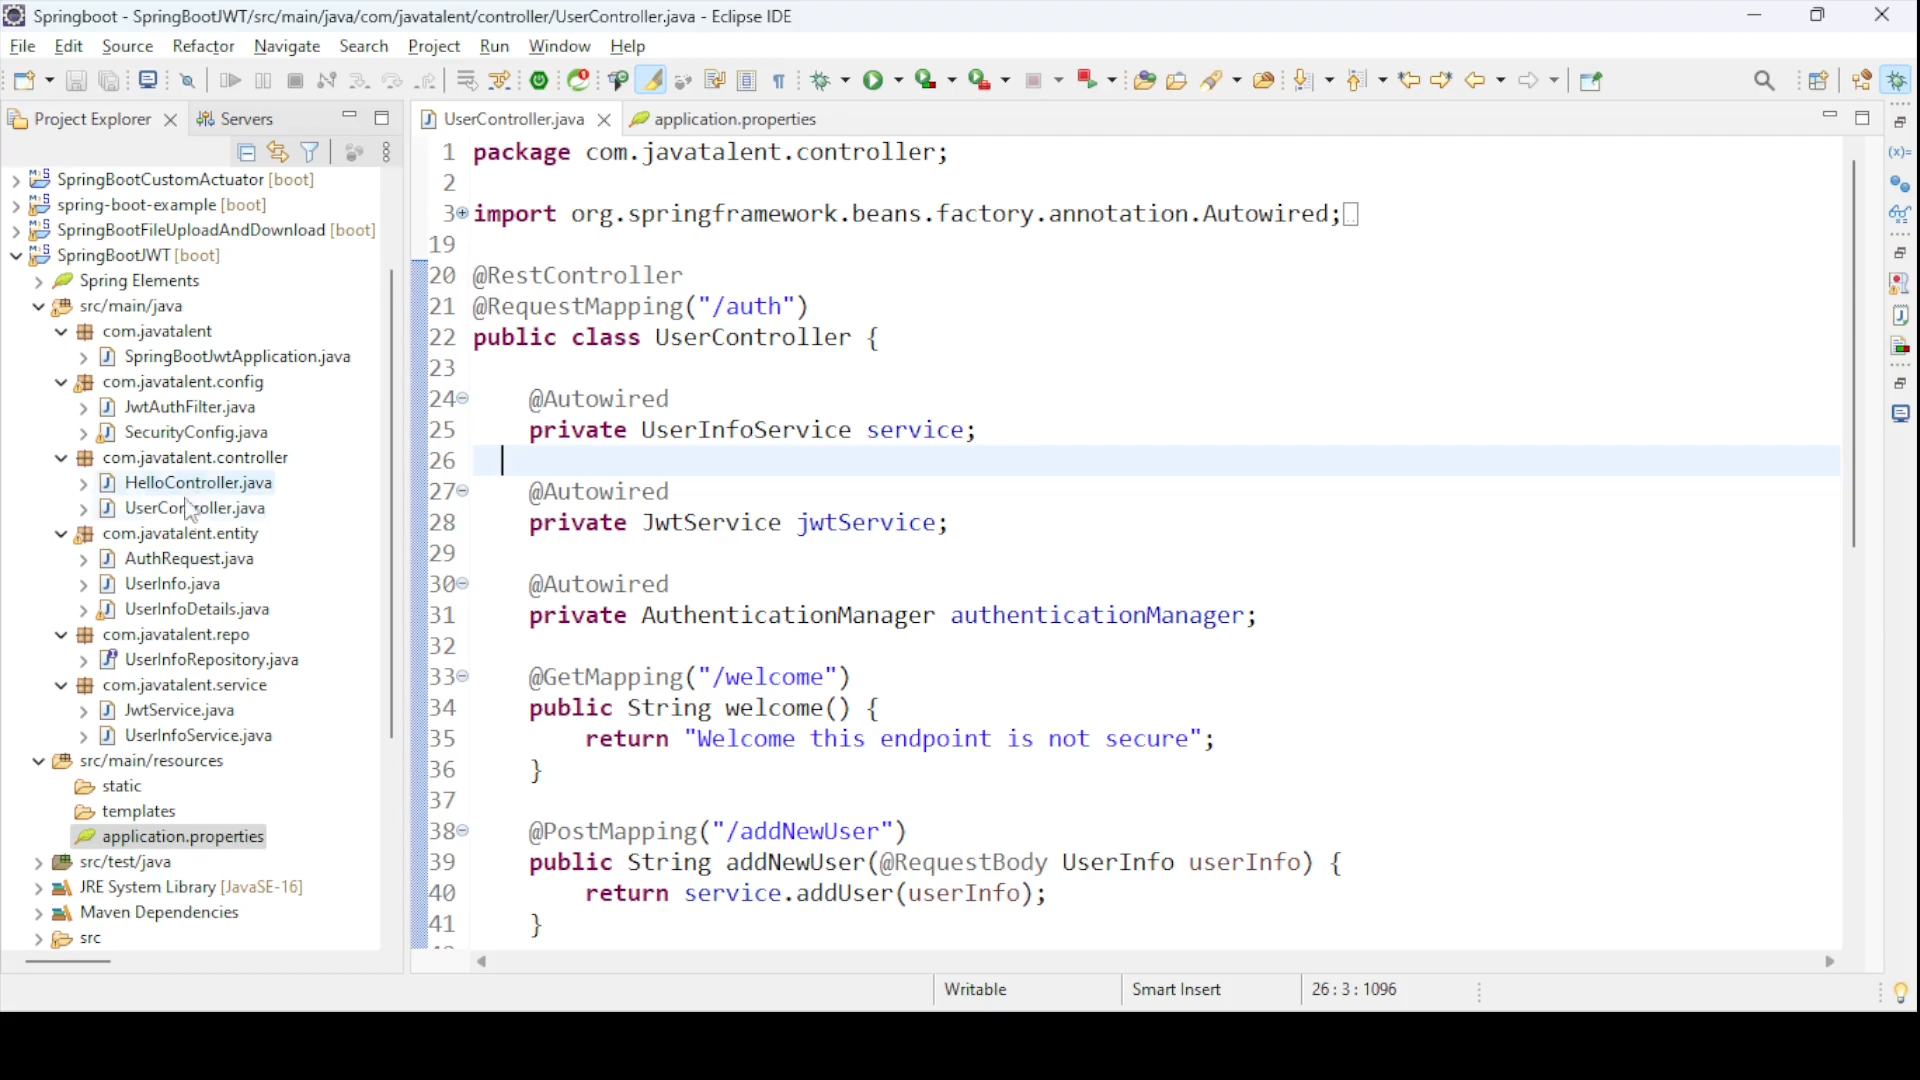 Springboot - SpringBootJWT/src/main/java/com/javatalent/controller/UserController.java - Eclipse IDE
File Edit Source Refactor Navigate Search Project Run Window Help
Project Explorer Servers
SpringBootCustomActuator [boot]
spring-boot-example [boot]
SpringBootFileUploadAndDownload [boot]
SpringBootJWT [boot]
Spring Elements
src/main/java
com.javatalent
SpringBootJwtApplication.java
com.javatalent.config
JwtAuthFilter.java
SecurityConfig.java
com.javatalent.controller
HelloController.java
UserController.java
com.javatalent.entity
AuthRequest.java
UserInfo.java
UserInfoDetails.java
com.javatalent.repo
UserInfoRepository.java
com.javatalent.service
JwtService.java
UserInfoService.java
src/main/resources
static
templates
application.properties
src/test/java
JRE System Library [JavaSE-16]
Maven Dependencies
src
UserController.java application.properties
1 package com.javatalent.controller;
2
3 import org.springframework.beans.factory.annotation.Autowired;
19
20 @RestController
21 @RequestMapping("/auth")
22 public class UserController {
23
24 @Autowired
25 private UserInfoService service;
26
27 @Autowired
28 private JwtService jwtService;
29
30 @Autowired
31 private AuthenticationManager authenticationManager;
32
33 @GetMapping("/welcome")
34 public String welcome() {
35 return "Welcome this endpoint is not secure";
36 }
37
38 @PostMapping("/addNewUser")
39 public String addNewUser(@RequestBody UserInfo userInfo) {
40 return service.addUser(userInfo);
41 }
Writable Smart Insert 26 : 3 : 1096